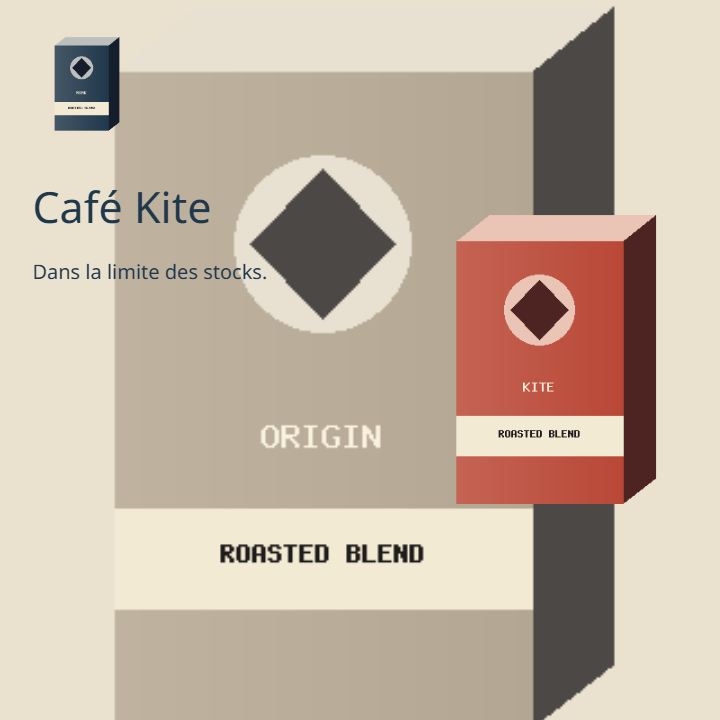 Café Kite
Dans la limite des stocks.
KITE
ROASTED BLEND
ORIGIN
ROASTED BLEND